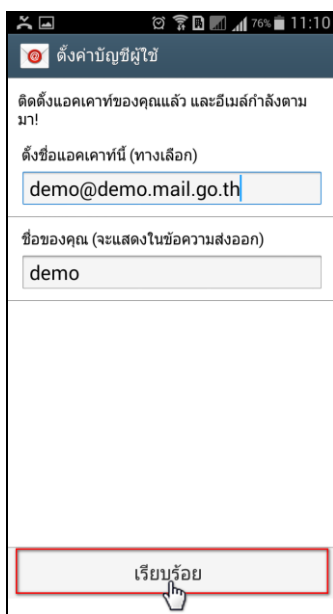 76% 11:10
ตั้งค่าบัญชีผู้ใช้
ติดตั้งแอคเคาท์ของคุณแล้ว และอีเมล์กำลังตาม
มา!
ตั้งชื่อแอคเคาท์นี้ (ทางเลือก)
demo@demo.mail.go.th
ชื่อของคุณ (จะแสดงในข้อความส่งออก)
demo
เรียบร้อย